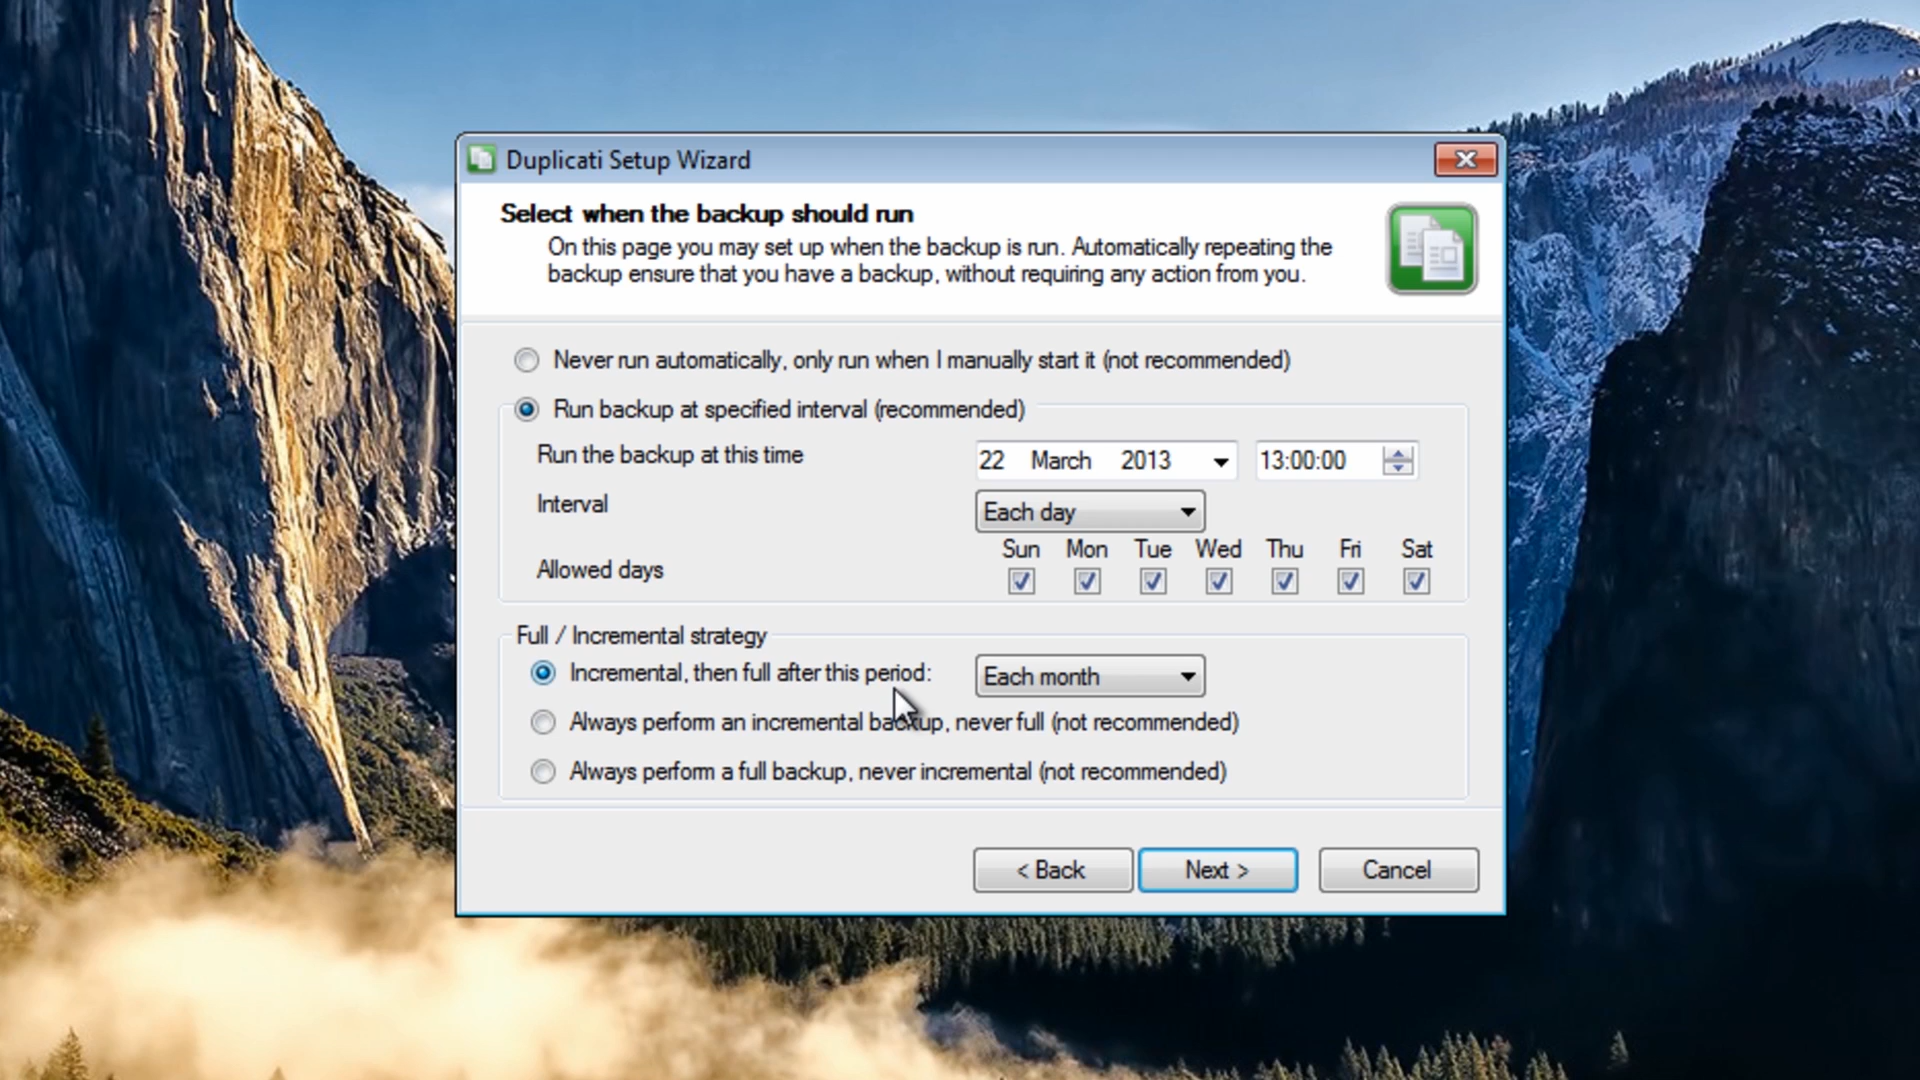 Duplicati Setup Wizard
Select when the backup should run
On this page you may set up when the backup is run. Automatically repeating the
backup ensure that you have a backup, without requiring any action from you.
Never run automatically, only run when I manually start it (not recommended)
Run backup at specified interval (recommended)
Run the backup at this time 22 March 2013 13:00:00
Interval Each day
Sun Mon Tue Wed Thu Fri Sat
Allowed days
Full / Incremental strategy
Incremental, then full after this period: Each month
Always perform an incremental backup, never full (not recommended)
Always perform a full backup, never incremental (not recommended)
< Back Next > Cancel